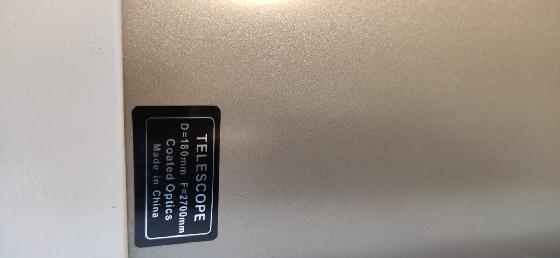 TELESCOPE
D=180mm F=2700mm
Coated Optics
Made in China